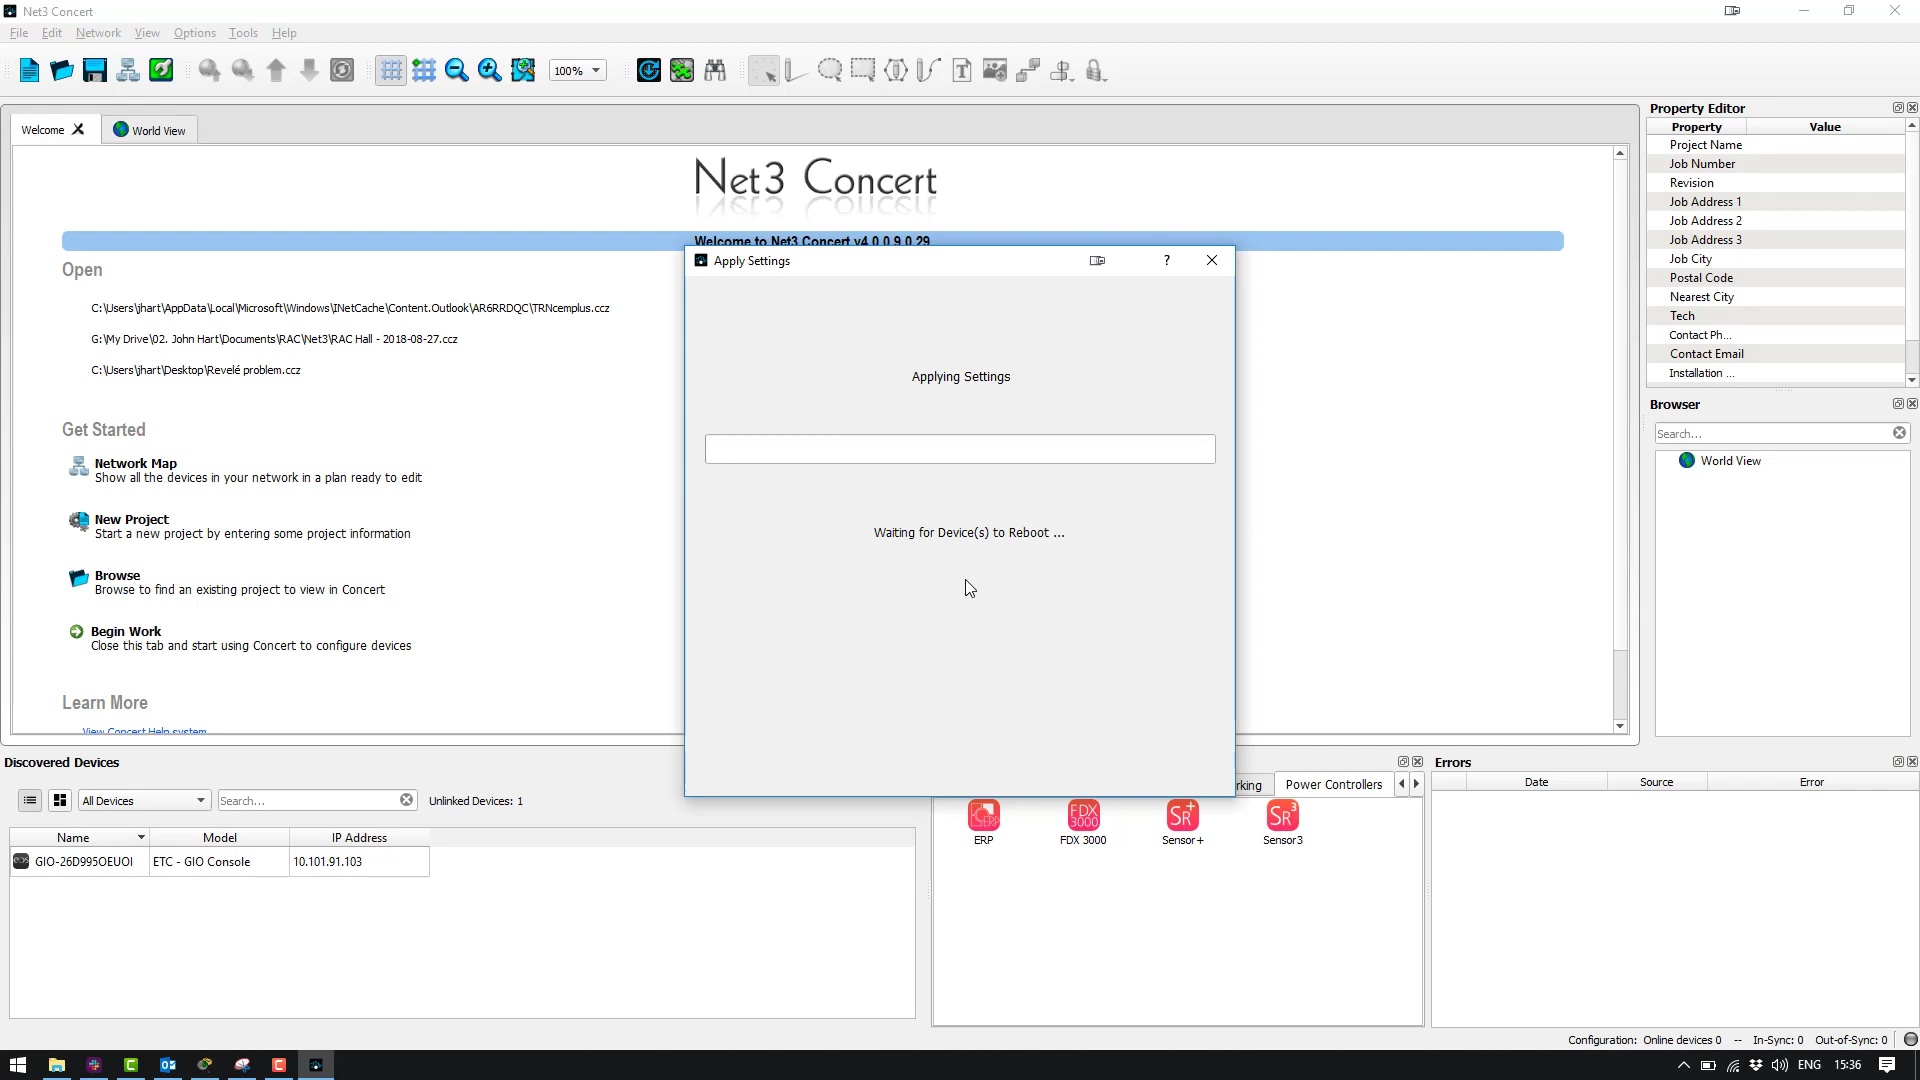 Net3 Concert
File Edit Network View Options Tools Help
100%
Welcome World View
Net3 Concert
Welcome to Net3 Concert v4.0.0.9.0.29
Open
C:\Users\jhart\AppData\Local\Microsoft\Windows\INetCache\Content.Outlook\AR6RRDQC\TRNcemplus.ccz
G:\My Drive\02. John Hart\Documents\RAC\Net3\RAC Hall - 2018-08-27.ccz
C:\Users\jhart\Desktop\Revelé problem.ccz
Get Started
Network Map
Show all the devices in your network in a plan ready to edit
New Project
Start a new project by entering some project information
Browse
Browse to find an existing project to view in Concert
Begin Work
Close this tab and start using Concert to configure devices
Learn More
View Concert Help system
Apply Settings ?
Applying Settings
Waiting for Device(s) to Reboot ...
Property Editor
Property Value
Project Name
Job Number
Revision
Job Address 1
Job Address 2
Job Address 3
Job City
Postal Code
Nearest City
Tech
Contact Ph...
Contact Email
Installation ...
Browser
Search...
World View
Discovered Devices
All Devices Search... Unlinked Devices: 1
Name Model IP Address
eos GIO-26D995OEUOI ETC - GIO Console 10.101.91.103
rking Power Controllers
ERP FDX 3000 SR+ SR3
ERP FDX 3000 Sensor+ Sensor3
Errors
Date Source Error
Configuration: Online devices 0 -- In-Sync: 0 Out-of-Sync: 0
ENG 15:36